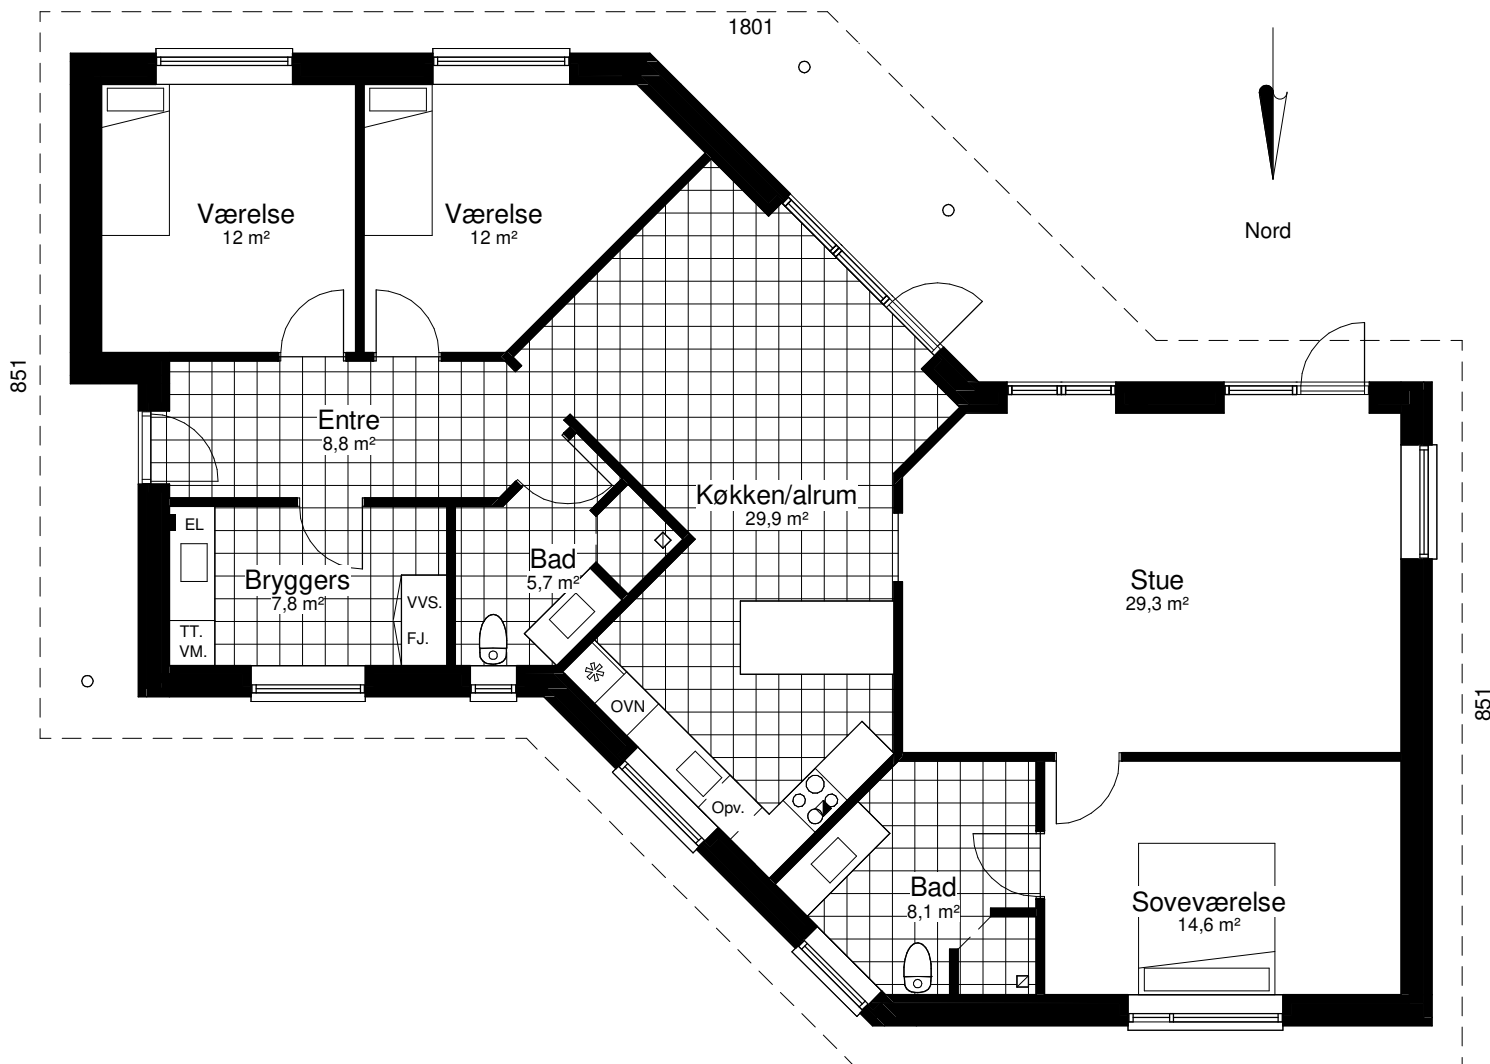 1801
Værelse
12 m²
Værelse
12 m²
Nord
851
Entre
8,8 m²
Køkken/alrum
29,9 m²
EL
Bad
5,7 m²
Bryggers
7,8 m²
Stue
29,3 m²
VVS.
FJ.
TT.
VM.
OVN
851
Opv.
Bad
8,1 m²
Soveværelse
14,6 m²